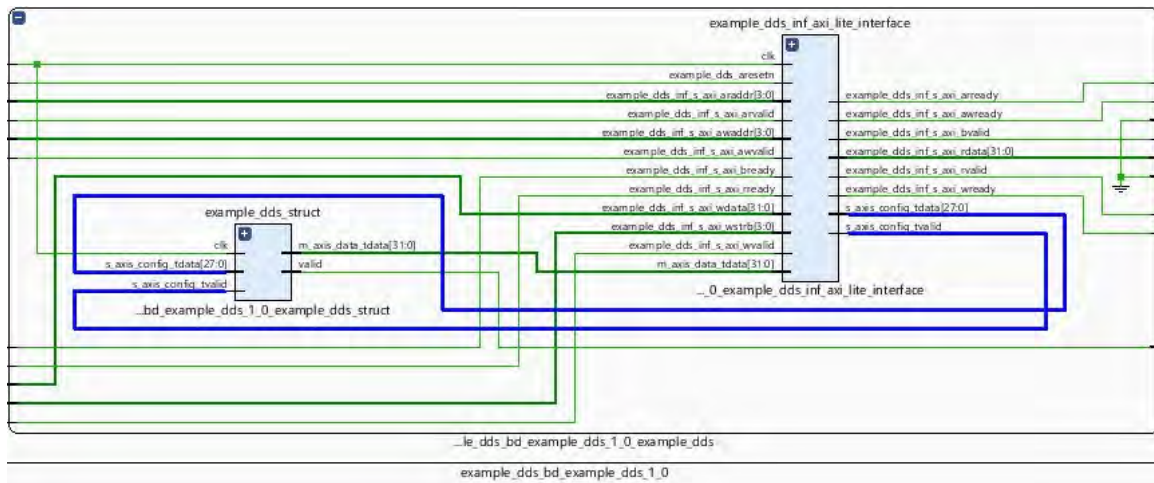 example_dds_inf_axi_lite_interface
clk
example_dds_aresetn
example_dds_inf_s_axi_araddr[3:0]
example_dds_inf_s_axi_arvalid
example_dds_inf_s_axi_awaddr[3:0]
example_dds_inf_s_axi_awvalid
example_dds_inf_s_axi_bready
example_dds_inf_s_axi_rready
example_dds_inf_s_axi_wdata[31:0]
example_dds_inf_s_axi_wstrb[3:0]
example_dds_inf_s_axi_wvalid
m_axis_data_tdata[31:0]
example_dds_inf_s_axi_arready
example_dds_inf_s_axi_awready
example_dds_inf_s_axi_bvalid
example_dds_inf_s_axi_rdata[31:0]
example_dds_inf_s_axi_rvalid
example_dds_inf_s_axi_wready
s_axis_config_tdata[27:0]
s_axis_config_tvalid
..._0_example_dds_inf_axi_lite_interface
example_dds_struct
clk
s_axis_config_tdata[27:0]
s_axis_config_tvalid
m_axis_data_tdata[31:0]
valid
...bd_example_dds_1_0_example_dds_struct
...le_dds_bd_example_dds_1_0_example_dds
example_dds_bd_example_dds_1_0